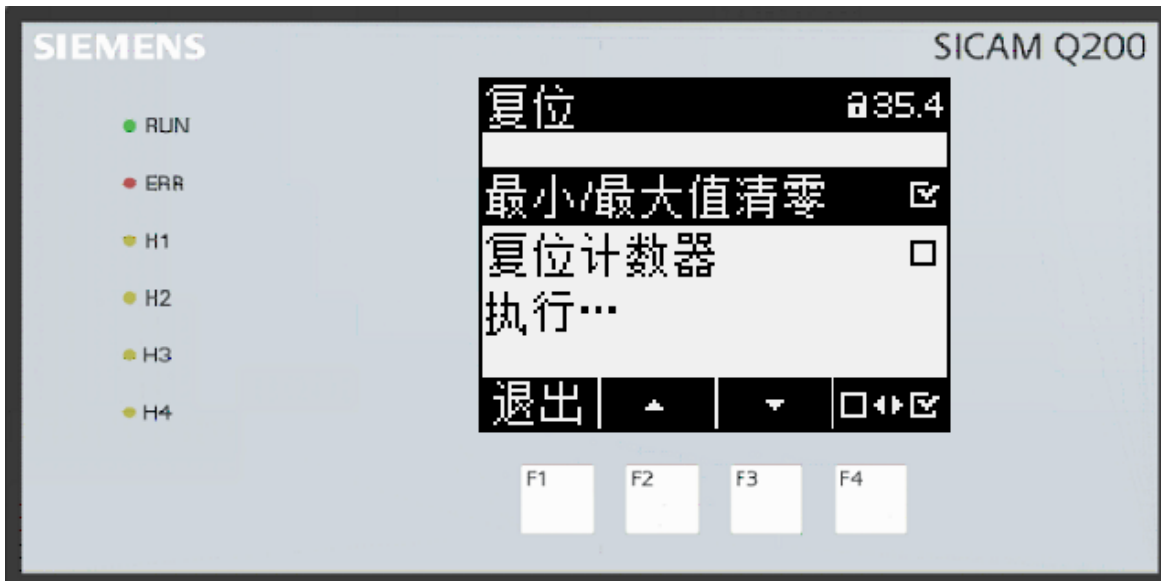 SIEMENS
SICAM Q200
RUN
ERR
H1
H2
H3
H4
复位 35.4
最小/最大值清零
复位计数器
执行…
退出
F1 F2 F3 F4